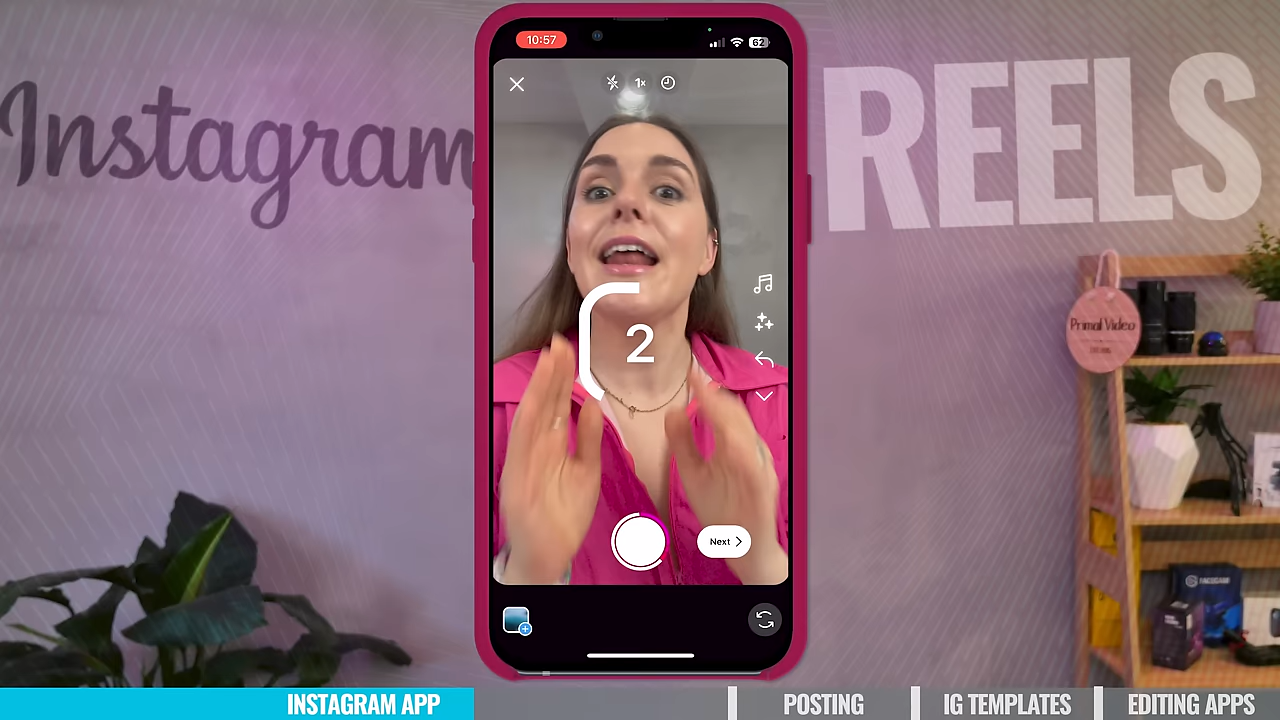 10:57
62
Instagram
REELS
1x
2
Primal Video
Next
INSTAGRAM APP
POSTING
IG TEMPLATES
EDITING APPS